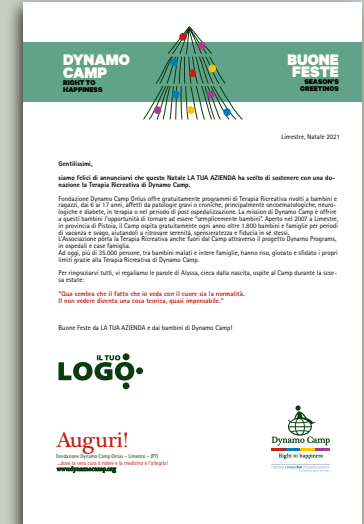 DYNAMO
CAMP
RIGHT TO
HAPPINESS
BUONE
FESTE
SEASON'S
GREETINGS
Limestre, Natale 2021
Gentilissimi,
siamo felici di annunciarvi che questo Natale LA TUA AZIENDA ha scelto di sostenere con una do-
nazione la Terapia Ricreativa di Dynamo Camp.
Fondazione Dynamo Camp Onlus offre gratuitamente programmi di Terapia Ricreativa rivolti a bambini e
ragazzi, dai 6 ai 17 anni, affetti da patologie gravi o croniche, principalmente oncoematologiche, neuro-
logiche e diabete, in terapia o nel periodo di post ospedalizzazione. La mission di Dynamo Camp è offrire
a questi bambini l'opportunità di tornare ad essere "semplicemente bambini". Aperto nel 2007 a Limestre,
in provincia di Pistoia, il Camp ospita gratuitamente ogni anno oltre 1.800 bambini e famiglie per periodi
di vacanza e svago, aiutandoli a ritrovare serenità, spensieratezza e fiducia in sé stessi.
L'Associazione porta la Terapia Ricreativa anche fuori dal Camp attraverso il progetto Dynamo Programs,
in ospedali e case famiglia.
Ad oggi, più di 35.000 persone, tra bambini malati e intere famiglie, hanno riso, giocato e sfidato i propri
limiti grazie alla Terapia Ricreativa di Dynamo Camp.
Per ringraziarvi tutti, vi regaliamo le parole di Alyssa, cieca dalla nascita, ospite al Camp durante la scor-
sa estate:
"Qua sembra che il fatto che io veda con il cuore sia la normalità.
Il non vedere diventa una cosa teorica, quasi impensabile."
Buone Feste da LA TUA AZIENDA e dai bambini di Dynamo Camp!
IL TUO
LOGO
Auguri!
Fondazione Dynamo Camp Onlus – Limestre – (PT)
...dove la vera cura è ridere e la medicina è l'allegria!
www.dynamocamp.org
Dynamo Camp
Right to happiness